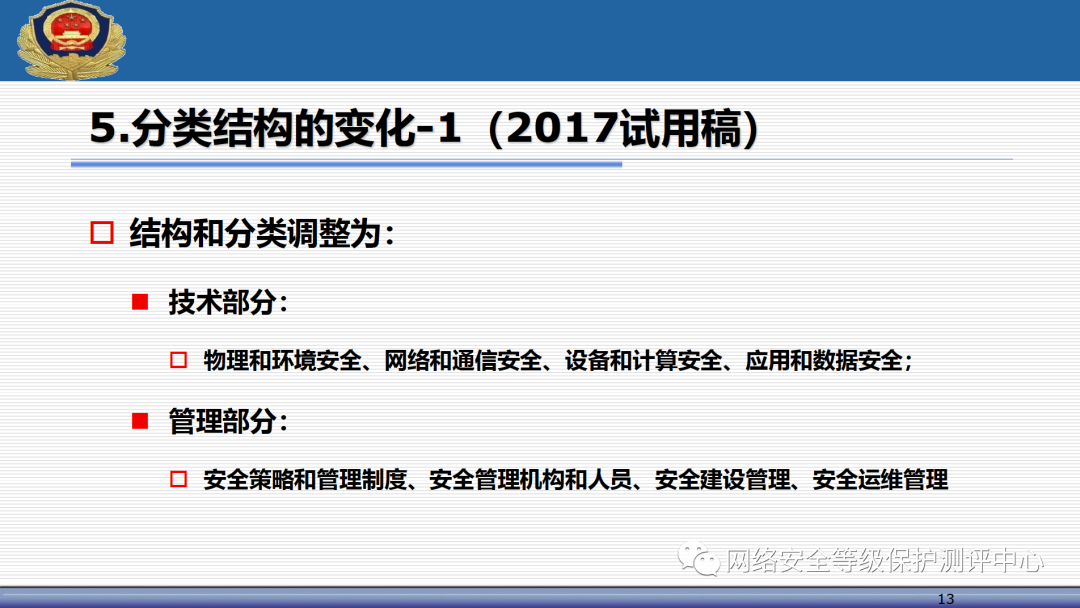 5.分类结构的变化-1（2017试用稿）
结构和分类调整为：
技术部分：
物理和环境安全、网络和通信安全、设备和计算安全、应用和数据安全；
管理部分：
安全策略和管理制度、安全管理机构和人员、安全建设管理、安全运维管理
网络安全等级保护测评中心
13